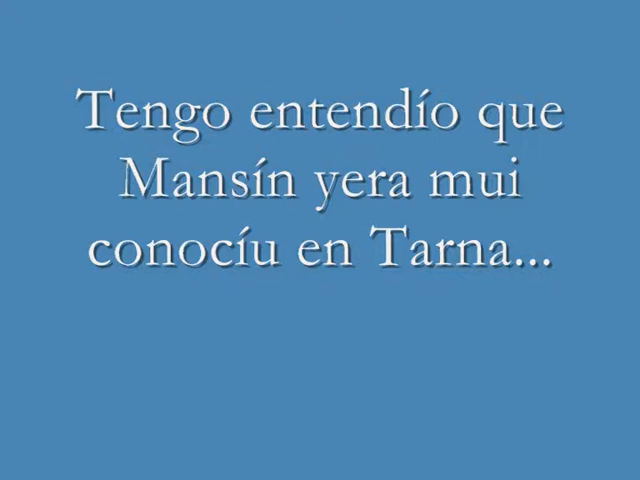 Tengo entendío que
Mansín yera mui
conocíu en Tarna...